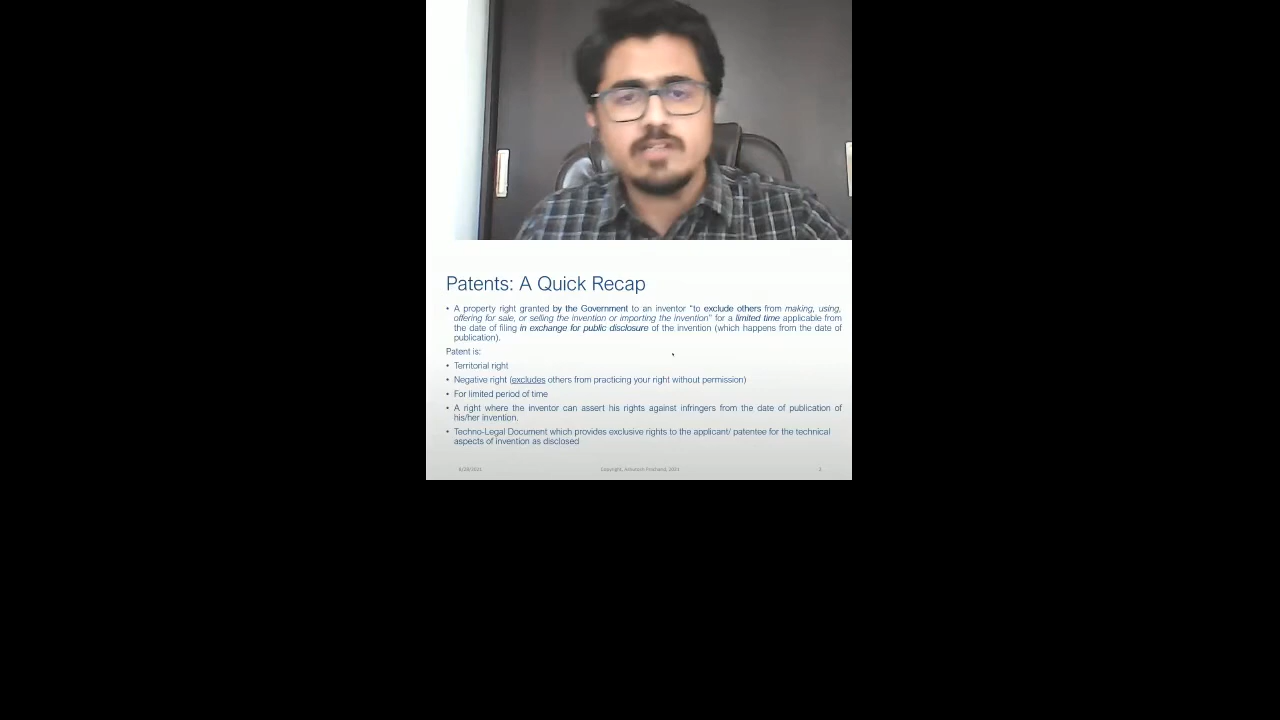 Patents: A Quick Recap
• A property right granted by the Government to an inventor "to exclude others from making, using,
offering for sale, or selling the invention or importing the invention" for a limited time applicable from
the date of filing in exchange for public disclosure of the invention (which happens from the date of
publication).
Patent is:
• Territorial right
• Negative right (excludes others from practicing your right without permission)
• For limited period of time
• A right where the inventor can assert his rights against infringers from the date of publication of
his/her invention.
• Techno-Legal Document which provides exclusive rights to the applicant/ patentee for the technical
aspects of invention as disclosed
Copyright,
2